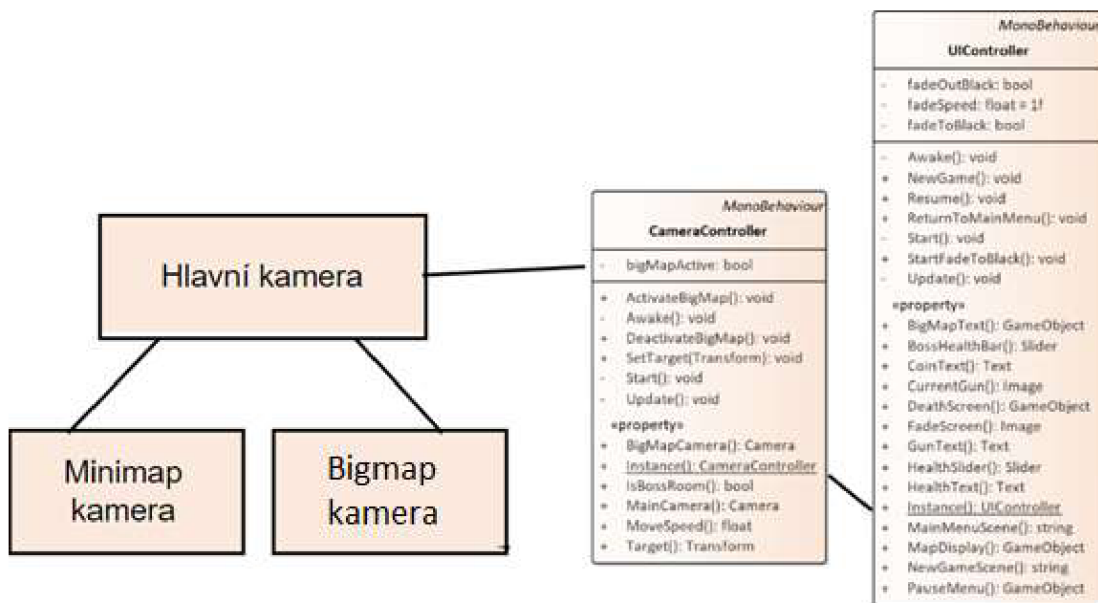 Hlavní kamera
Minimap
kamera
Bigmap
kamera
MonoBehaviour
CameraController
- bigMapActive: bool
+ ActivateBigMap(): void
- Awake(): void
+ DeactivateBigMap(): void
+ SetTarget(Transform): void
- Start(): void
- Update(): void
«property»
+ BigMapCamera(): Camera
+ Instance(): CameraController
+ IsBossRoom(): bool
+ MainCamera(): Camera
+ MoveSpeed(): float
+ Target(): Transform
MonoBehaviour
UIController
- fadeOutBlack: bool
- fadeSpeed: float = 1f
- fadeToBlack: bool
- Awake(): void
+ NewGame(): void
+ Resume(): void
+ ReturnToMainMenu(): void
- Start(): void
+ StartFadeToBlack(): void
- Update(): void
«property»
+ BigMapText(): GameObject
+ BossHealthBar(): Slider
+ CoinText(): Text
+ CurrentGun(): Image
+ DeathScreen(): GameObject
+ FadeScreen(): Image
+ GunText(): Text
+ HealthSlider(): Slider
+ HealthText(): Text
+ Instance(): UIController
+ MainMenuScene(): string
+ MapDisplay(): GameObject
+ NewGameScene(): string
+ PauseMenu(): GameObject